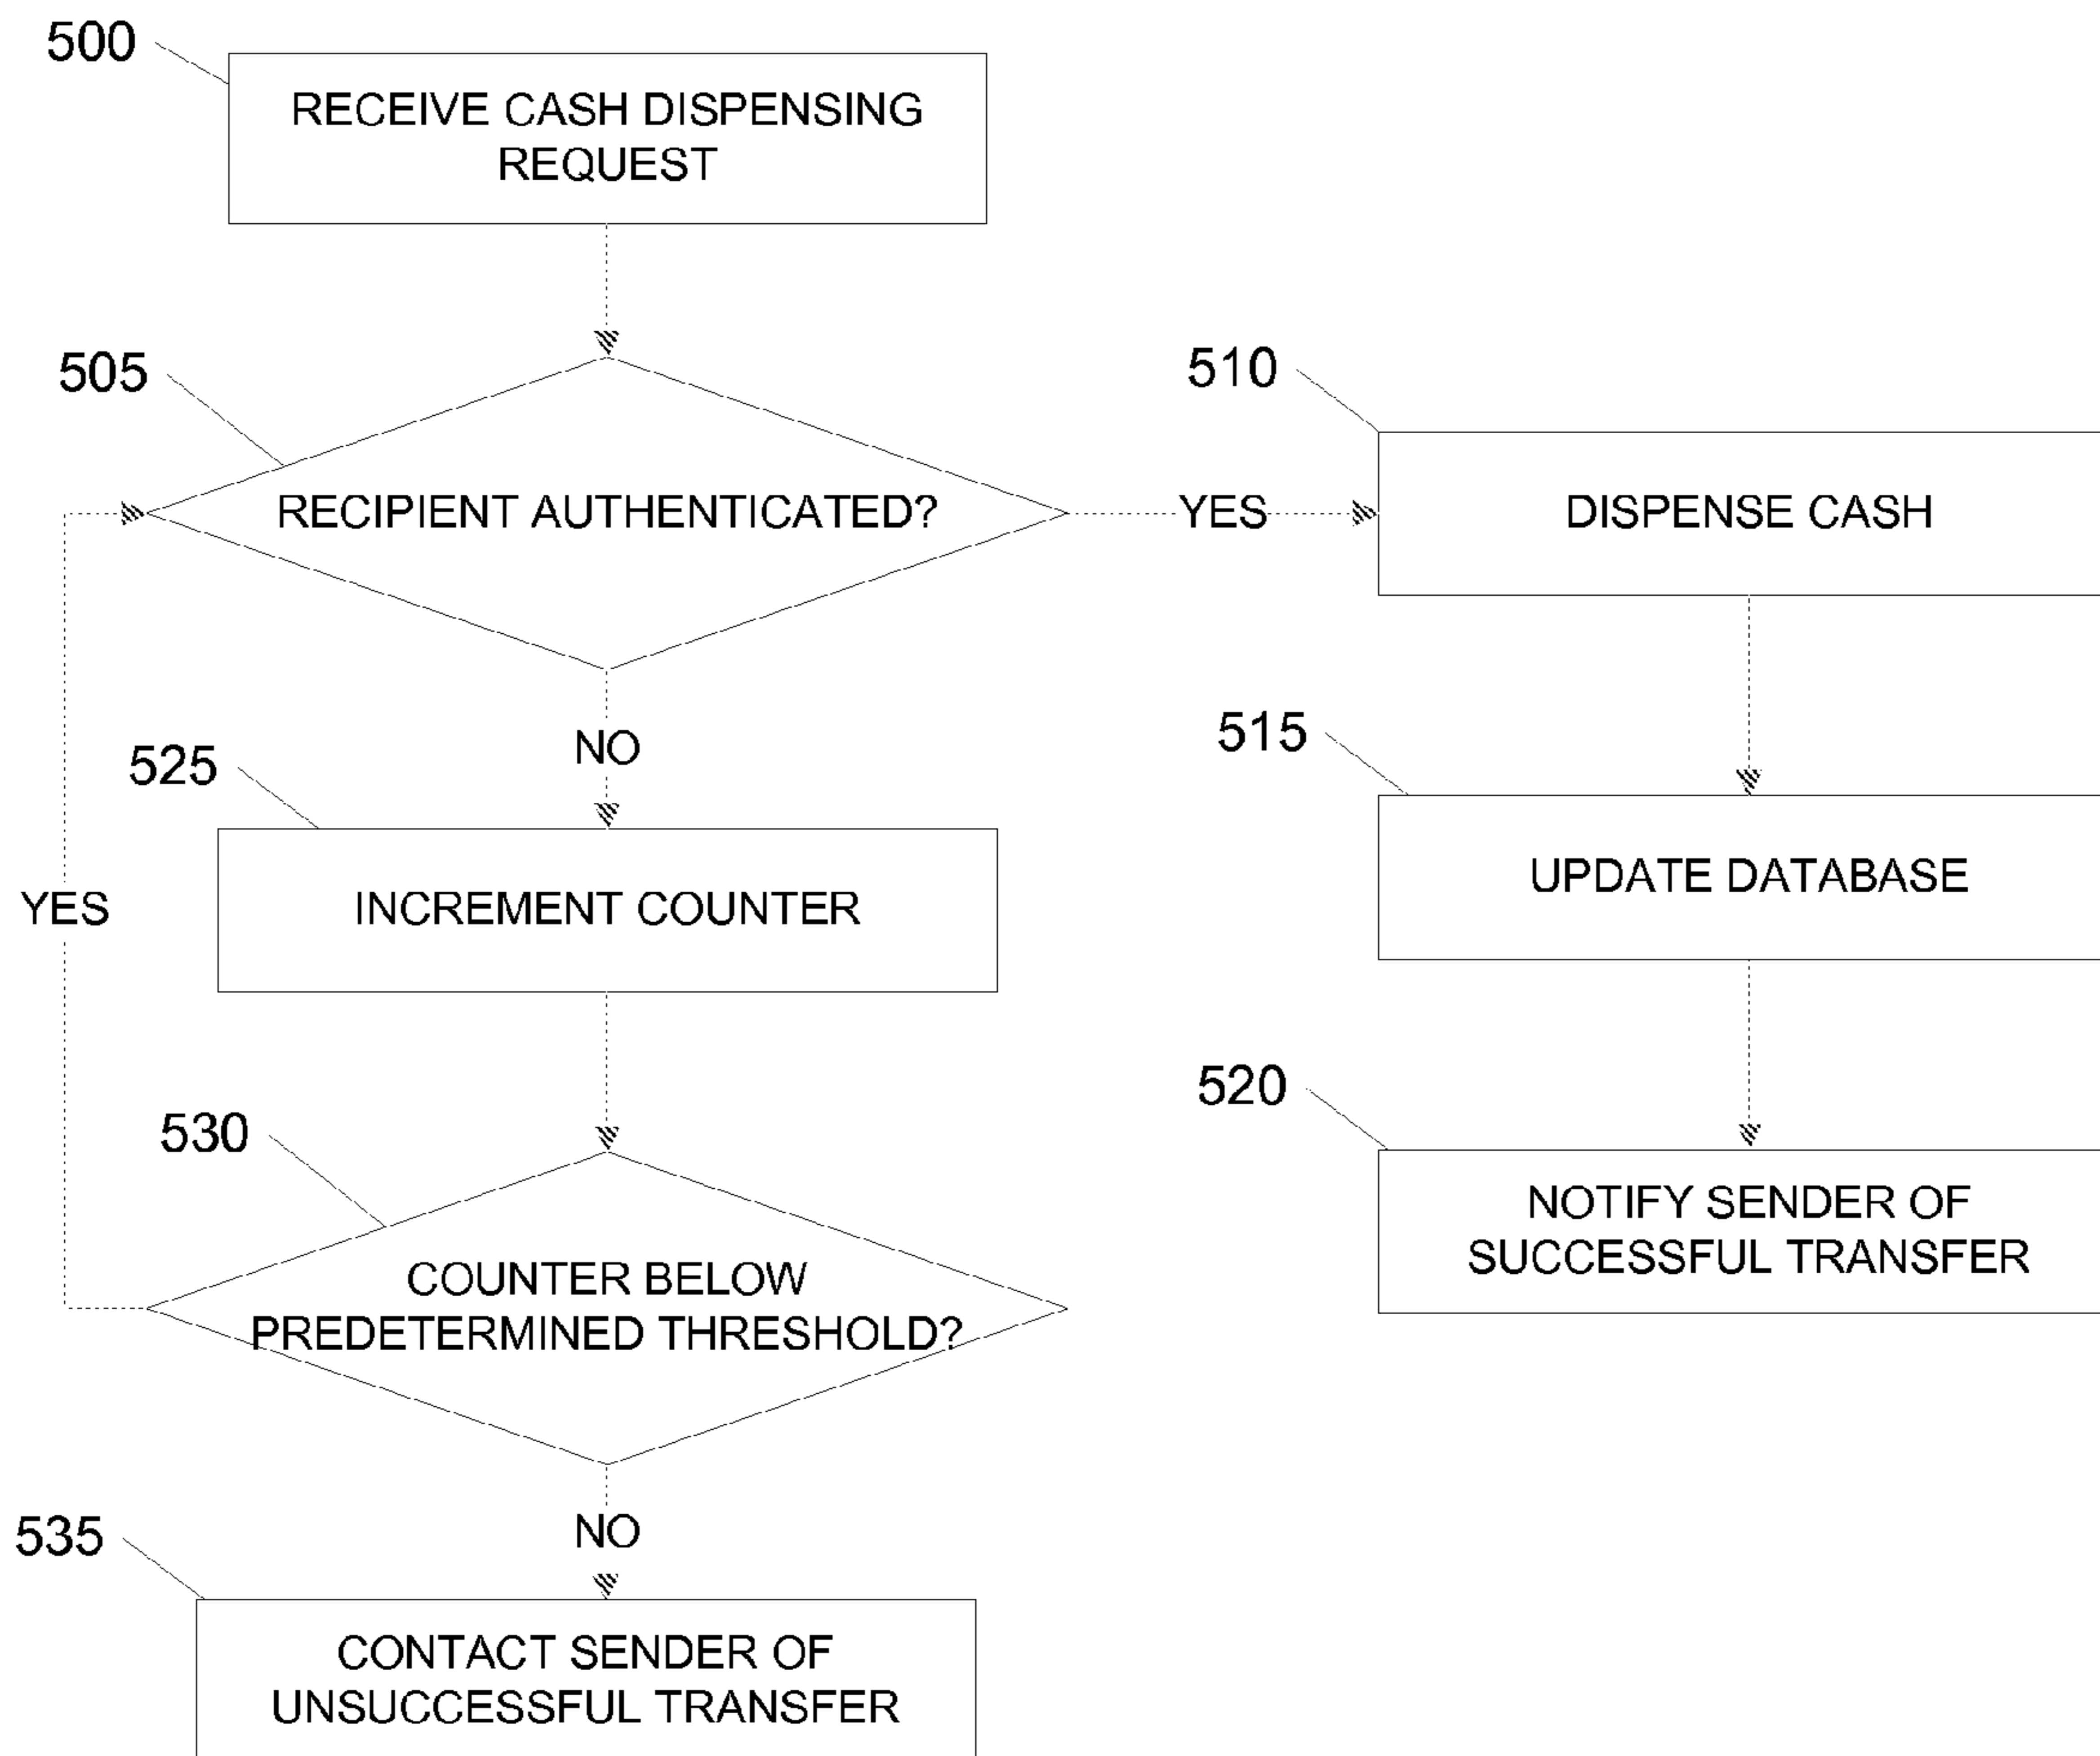 500
RECEIVE CASH DISPENSING
REQUEST
505
RECIPIENT AUTHENTICATED?
YES
510
DISPENSE CASH
NO
515
UPDATE DATABASE
525
INCREMENT COUNTER
YES
520
NOTIFY SENDER OF
SUCCESSFUL TRANSFER
530
COUNTER BELOW
PREDETERMINED THRESHOLD?
NO
535
CONTACT SENDER OF
UNSUCCESSFUL TRANSFER